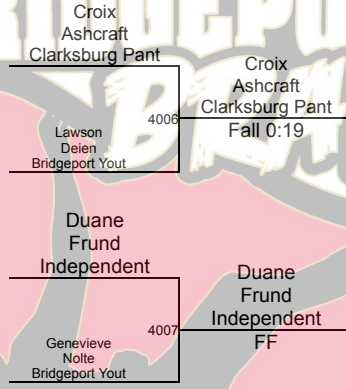 Croix
Ashcraft
Clarksburg Pant
Croix
Ashcraft
Clarksburg Pant
4006
Fall 0:19
Lawson
Deien
Bridgeport Yout
Duane
Frund
Independent
Duane
Frund
Independent
4007
FF
Genevieve
Nolte
Bridgeport Yout